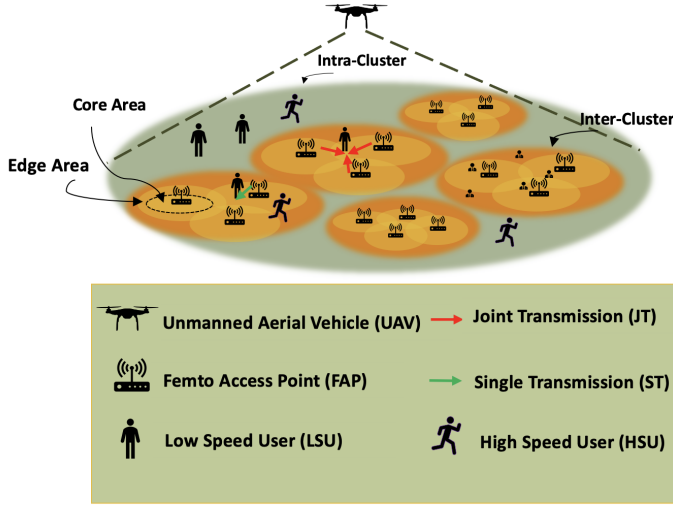 Intra-Cluster
Core Area
Inter-Cluster
Edge Area
Unmanned Aerial Vehicle (UAV)
Joint Transmission (JT)
Femto Access Point (FAP)
Single Transmission (ST)
Low Speed User (LSU)
High Speed User (HSU)